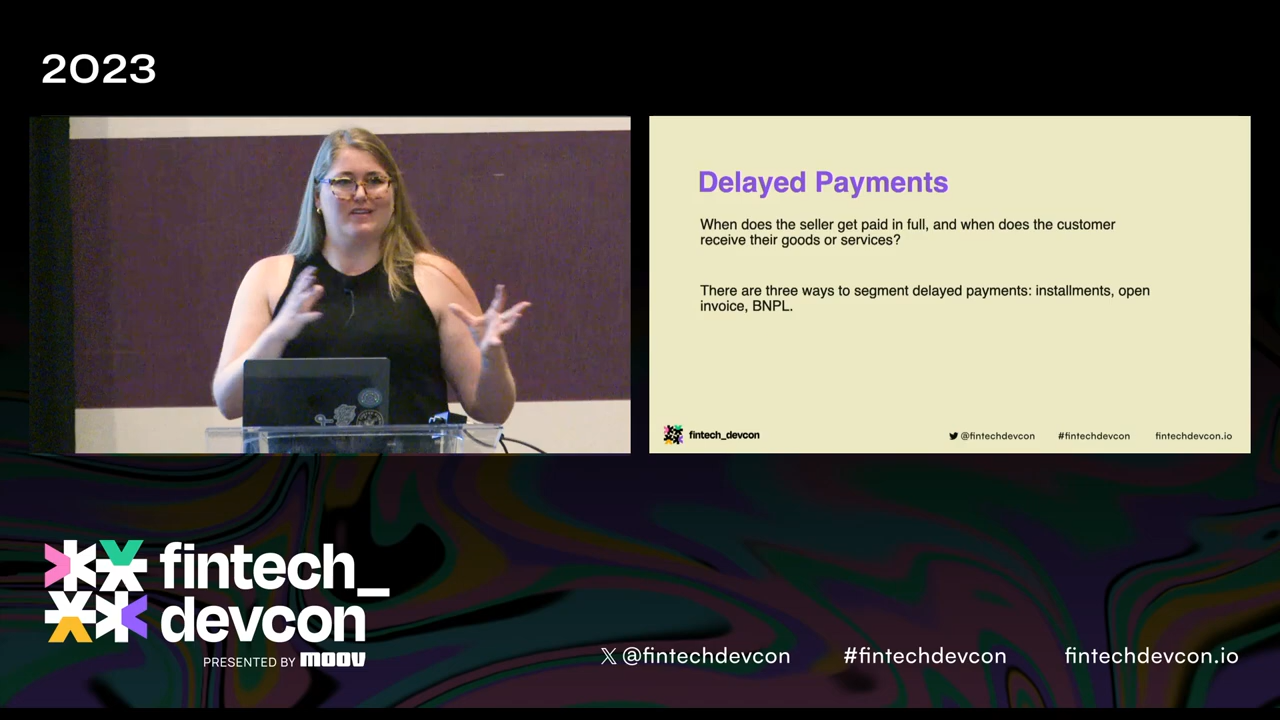 2023
Delayed Payments
When does the seller get paid in full, and when does the customer
receive their goods or services?
There are three ways to segment delayed payments: installments, open
invoice, BNPL.
fintech_devcon
@fintechdevcon
#fintechdevcon
fintechdevcon.io
fintech_
devcon
PRESENTED BY moov
𝕏 @fintechdevcon
#fintechdevcon
fintechdevcon.io